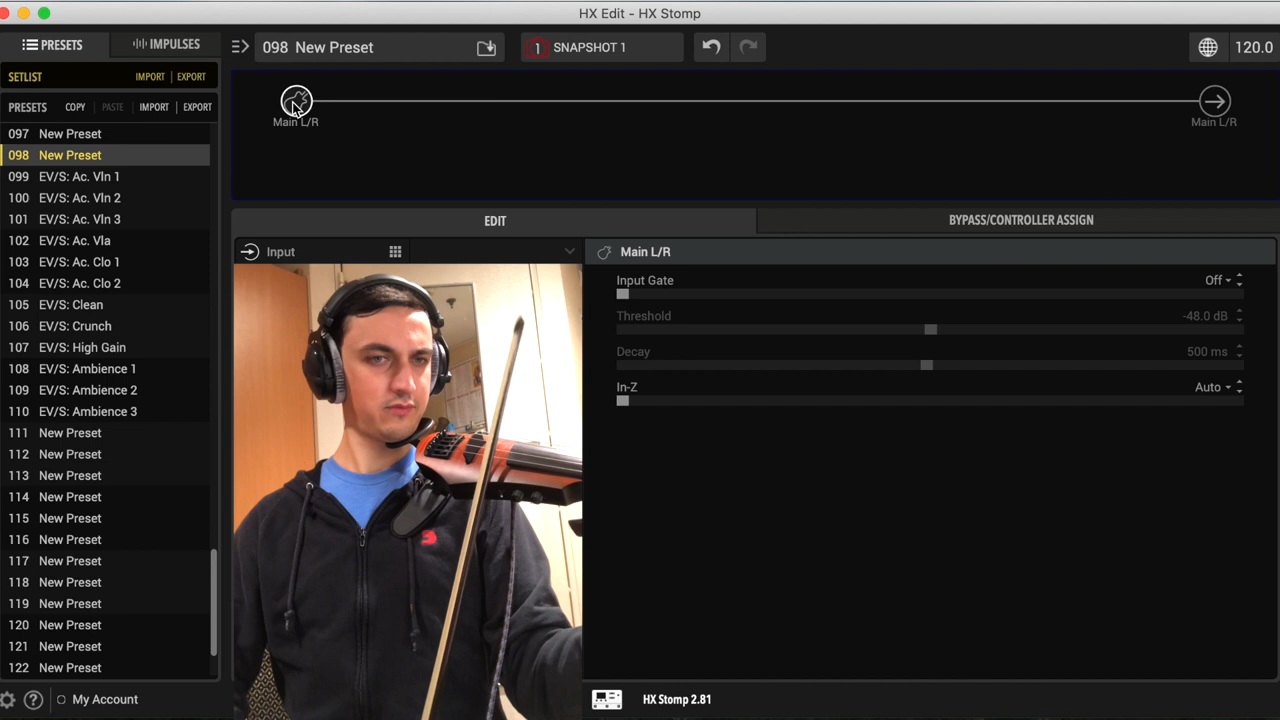 HX Edit - HX Stomp
PRESETS
IMPULSES
098 New Preset
1 SNAPSHOT 1
120.0
SETLIST IMPORT | EXPORT
PRESETS COPY PASTE IMPORT | EXPORT
097 New Preset
098 New Preset
099 EV/S: Ac. Vln 1
100 EV/S: Ac. Vln 2
101 EV/S: Ac. Vln 3
102 EV/S: Ac. Vla
103 EV/S: Ac. Clo 1
104 EV/S: Ac. Clo 2
105 EV/S: Clean
106 EV/S: Crunch
107 EV/S: High Gain
108 EV/S: Ambience 1
109 EV/S: Ambience 2
110 EV/S: Ambience 3
111 New Preset
112 New Preset
113 New Preset
114 New Preset
115 New Preset
116 New Preset
117 New Preset
118 New Preset
119 New Preset
120 New Preset
121 New Preset
122 New Preset
? My Account
Main L/R
Main L/R
EDIT
BYPASS/CONTROLLER ASSIGN
Input
Main L/R
Input Gate Off
Threshold -48.0 dB
Decay 500 ms
In-Z Auto
HX Stomp 2.81